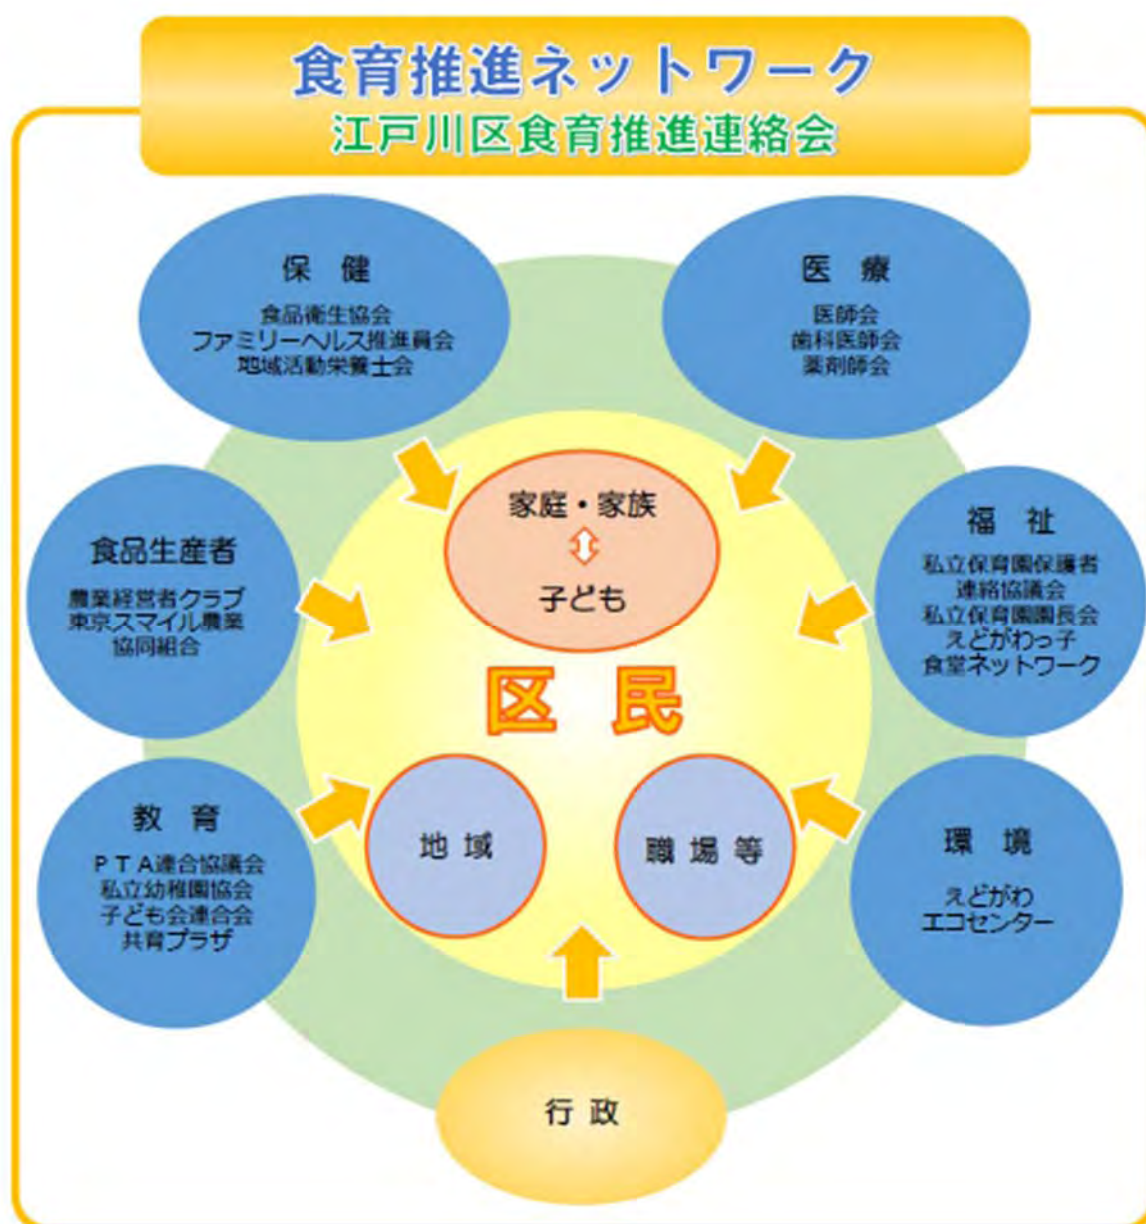 食育推進ネットワーク
江戸川区食育推進連絡会
保 健
食品衛生協会
ファミリーヘルス推進員会
地域活動栄養士会
医 療
医師会
歯科医師会
薬剤師会
食品生産者
農業経営者クラブ
東京スマイル農業
協同組合
家庭・家族
子ども
福 祉
私立保育園保護者
連絡協議会
私立保育園園長会
えどがわっ子
食堂ネットワーク
区 民
教 育
PTA連合協議会
私立幼稚園協会
子ども会連合会
共育プラザ
地 域
職 場 等
環 境
えどがわ
エコセンター
行 政